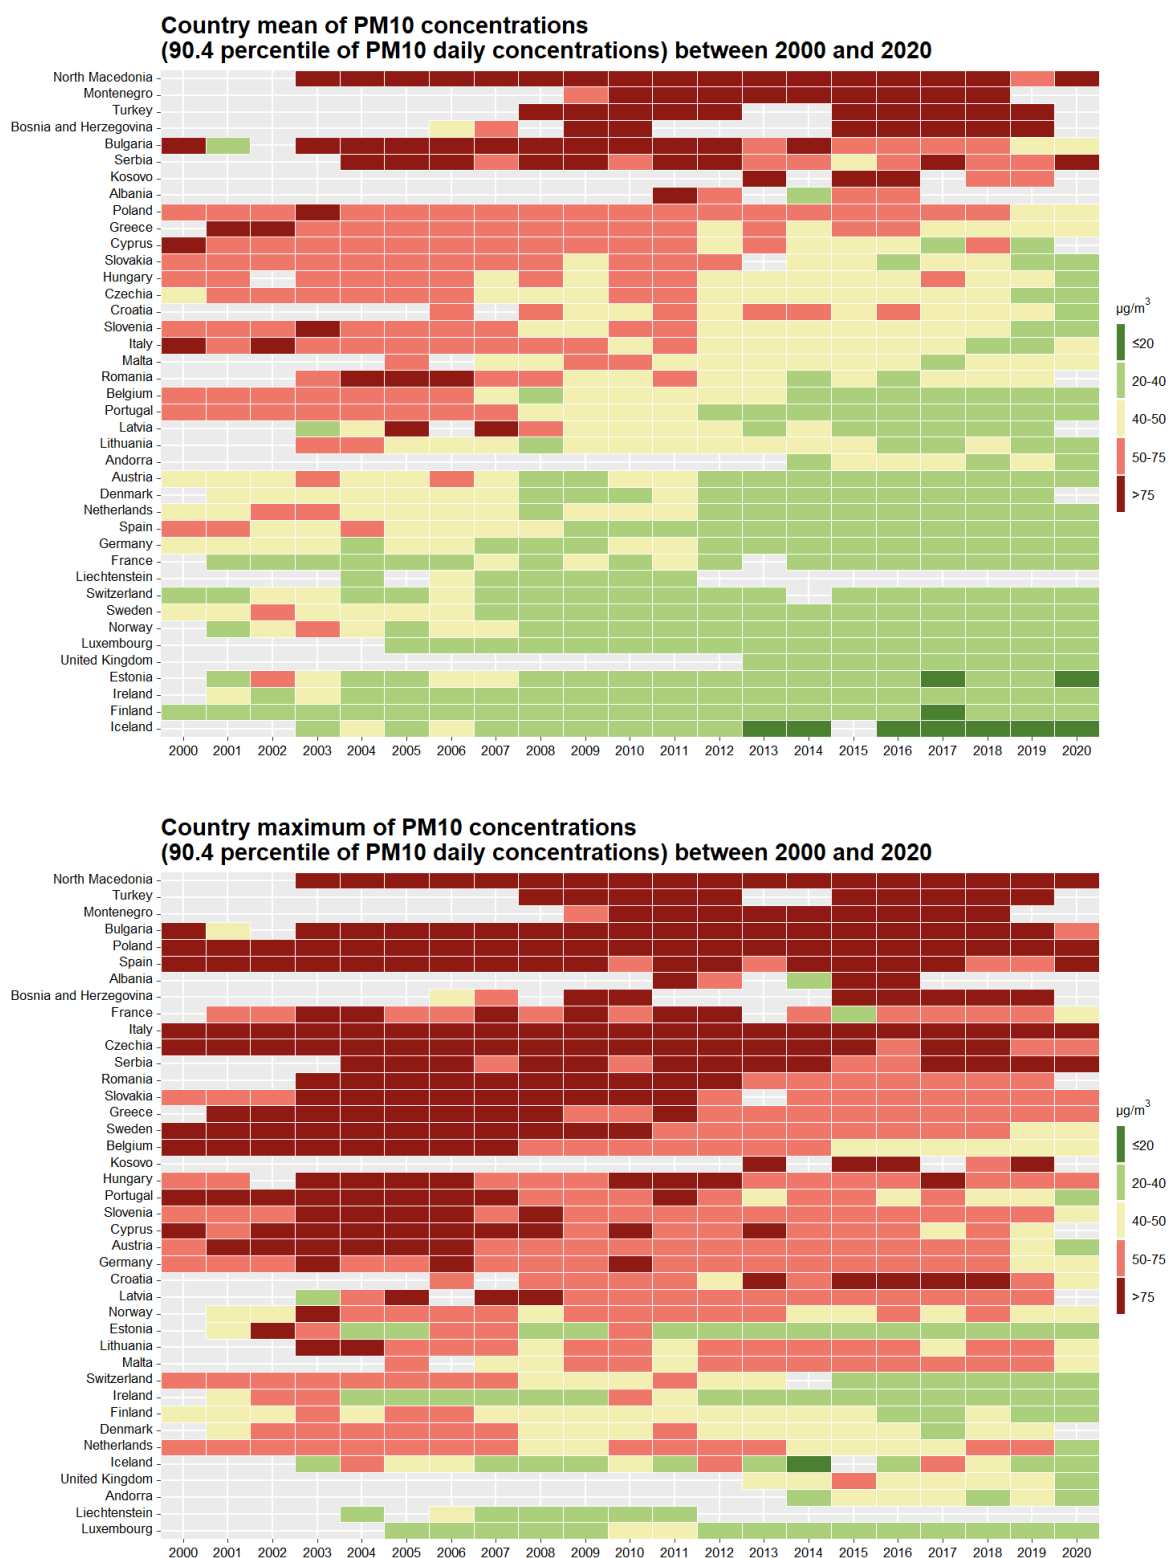 Country mean of PM10 concentrations
(90.4 percentile of PM10 daily concentrations) between 2000 and 2020
North Macedonia
Montenegro
Turkey
Bosnia and Herzegovina
Bulgaria
Serbia
Kosovo
Albania
Poland
Greece
Cyprus
Slovakia
Hungary
Czechia
Croatia
Slovenia
Italy
Malta
Romania
Belgium
Portugal
Latvia
Lithuania
Andorra
Austria
Denmark
Netherlands
Spain
Germany
France
Liechtenstein
Switzerland
Sweden
Norway
Luxembourg
United Kingdom
Estonia
Ireland
Finland
Iceland
2000 2001 2002 2003 2004 2005 2006 2007 2008 2009 2010 2011 2012 2013 2014 2015 2016 2017 2018 2019 2020
µg/m³
≤20
20-40
40-50
50-75
>75
Country maximum of PM10 concentrations
(90.4 percentile of PM10 daily concentrations) between 2000 and 2020
North Macedonia
Turkey
Montenegro
Bulgaria
Poland
Spain
Albania
Bosnia and Herzegovina
France
Italy
Czechia
Serbia
Romania
Slovakia
Greece
Sweden
Belgium
Kosovo
Hungary
Portugal
Slovenia
Cyprus
Austria
Germany
Croatia
Latvia
Norway
Estonia
Lithuania
Malta
Switzerland
Ireland
Finland
Denmark
Netherlands
Iceland
United Kingdom
Andorra
Liechtenstein
Luxembourg
2000 2001 2002 2003 2004 2005 2006 2007 2008 2009 2010 2011 2012 2013 2014 2015 2016 2017 2018 2019 2020
µg/m³
≤20
20-40
40-50
50-75
>75